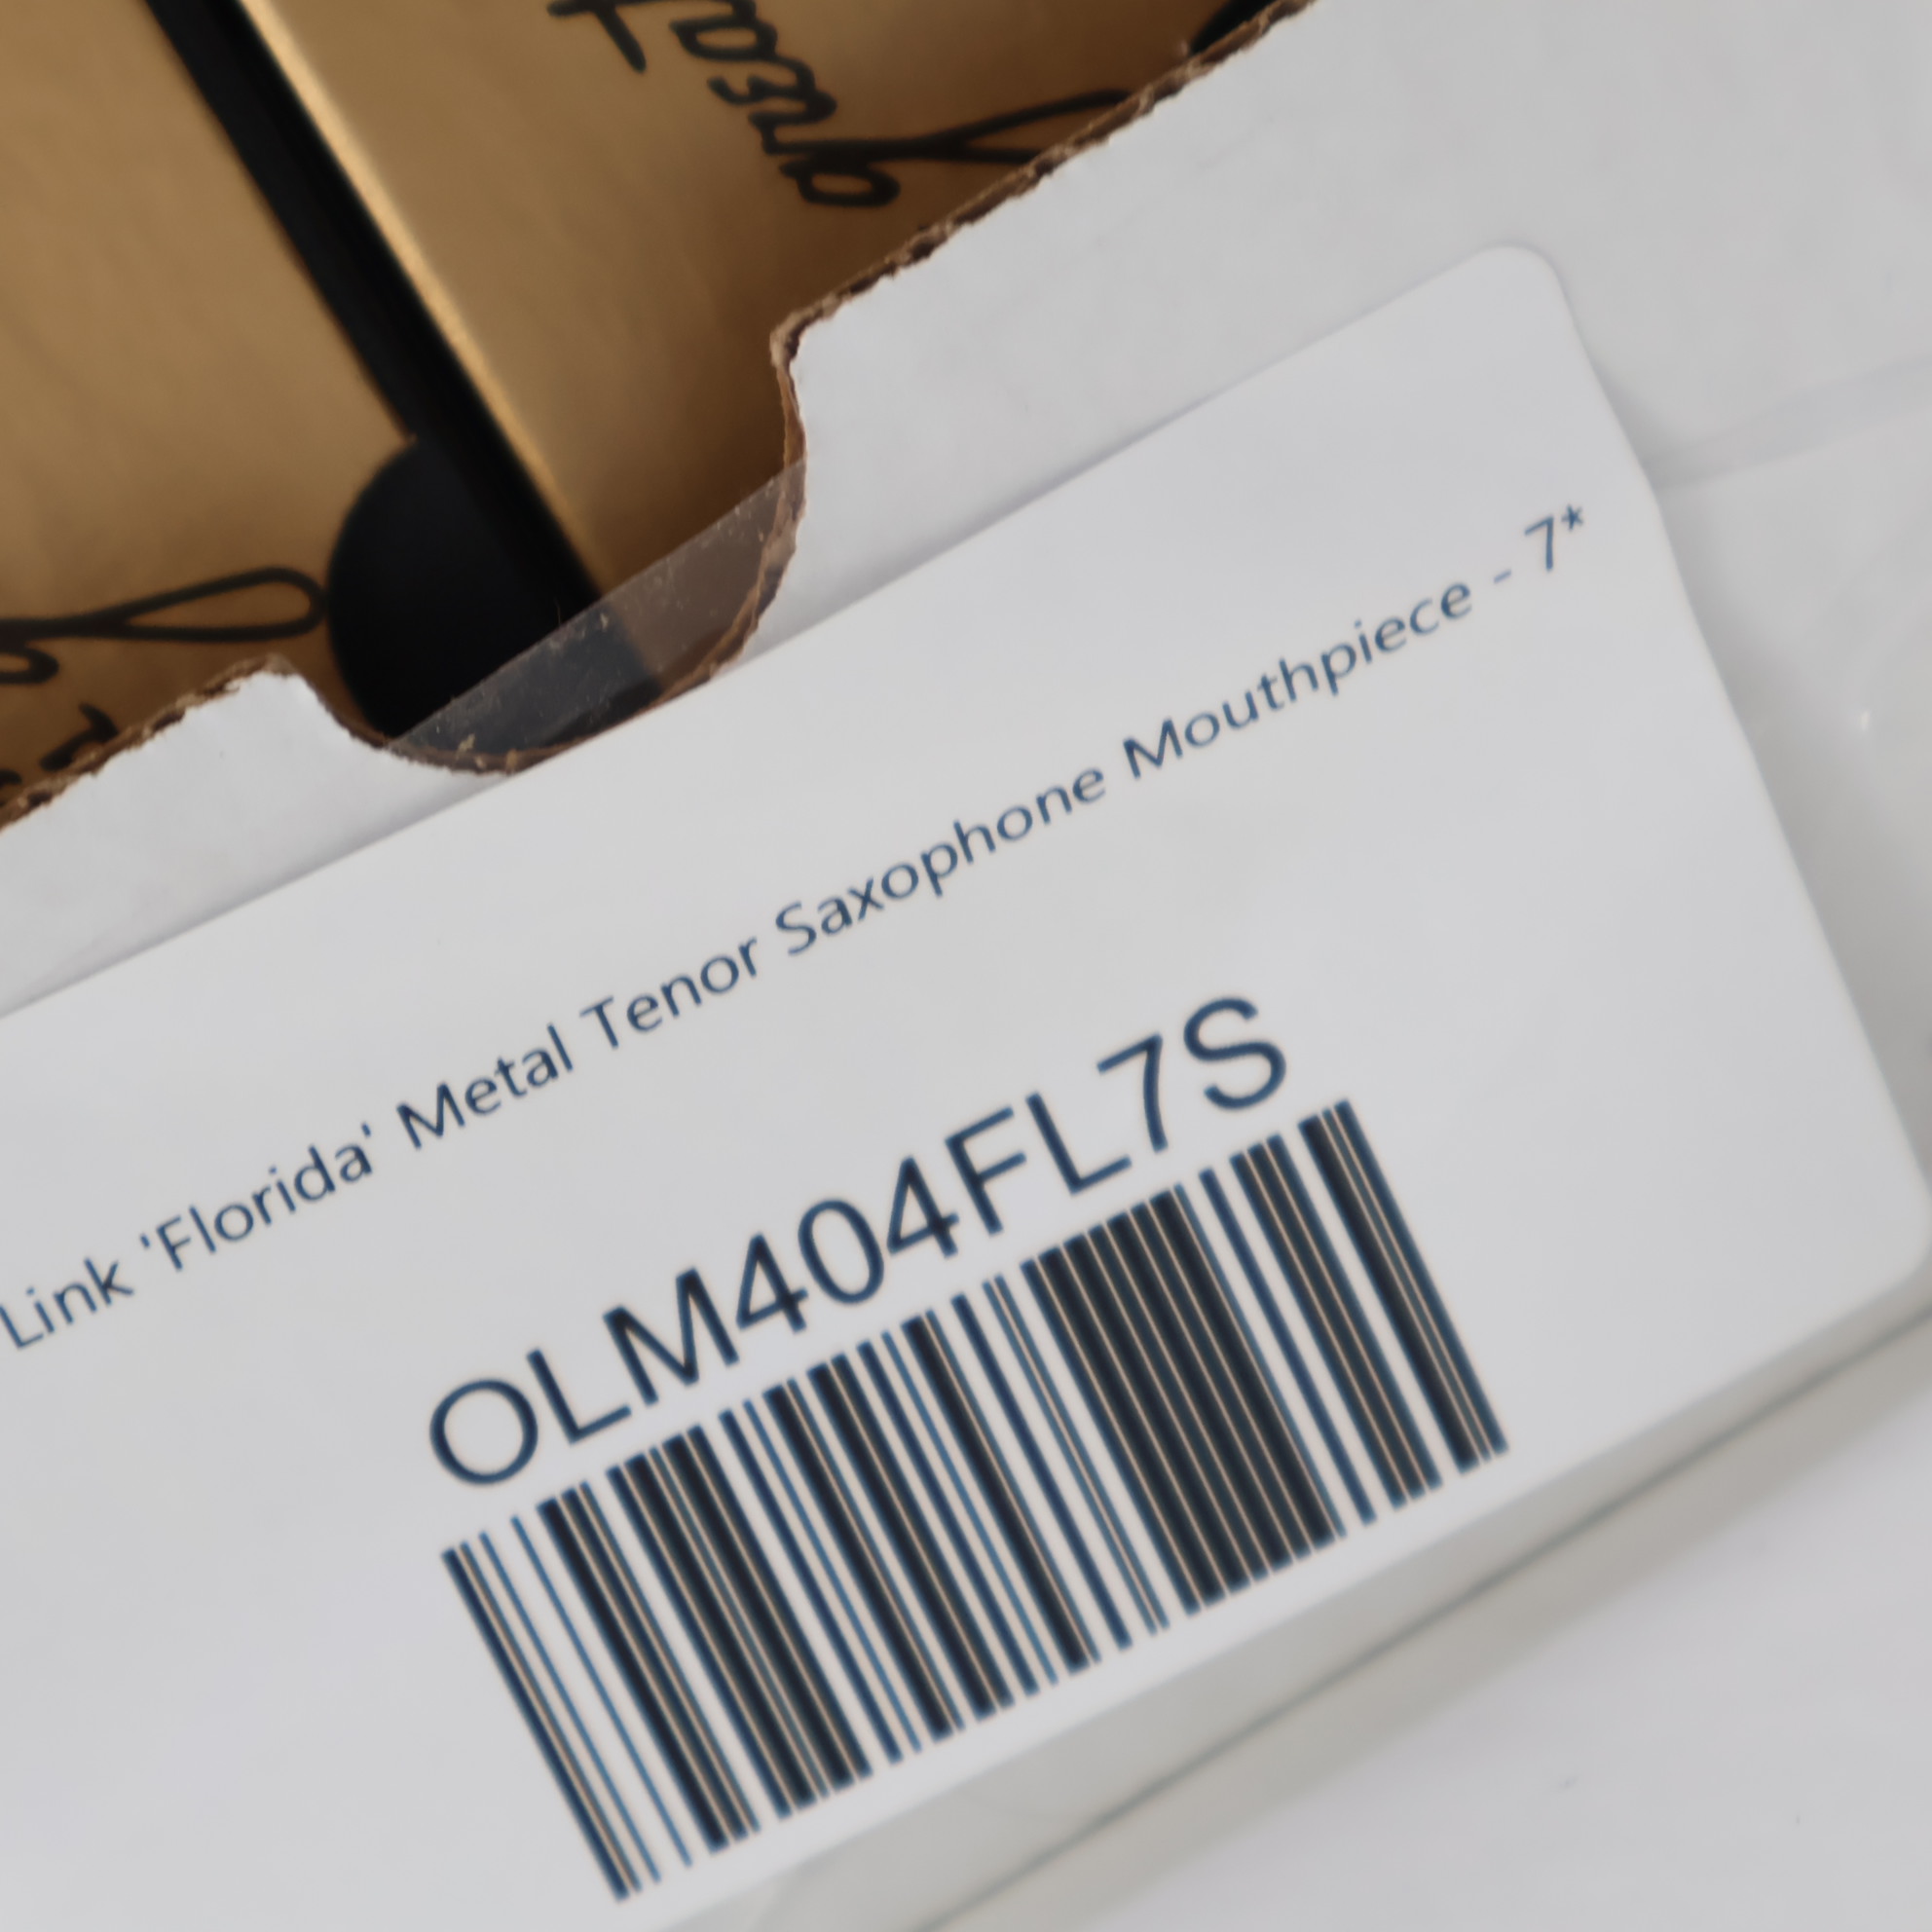 Link 'Florida' Metal Tenor Saxophone Mouthpiece - 7*
OLM404FL7S